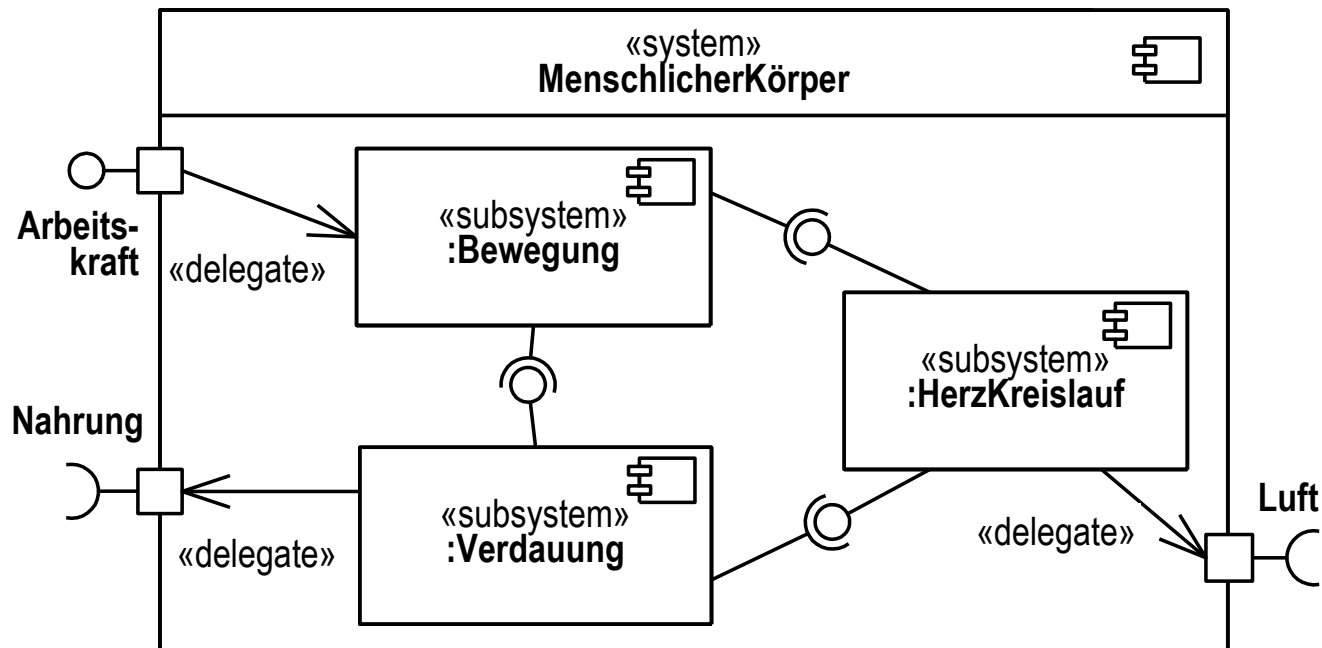 «system»
MenschlicherKörper
Arbeits-
kraft
«delegate»
«subsystem»
:Bewegung
«subsystem»
:HerzKreislauf
Nahrung
«delegate»
«subsystem»
:Verdauung
«delegate»
Luft